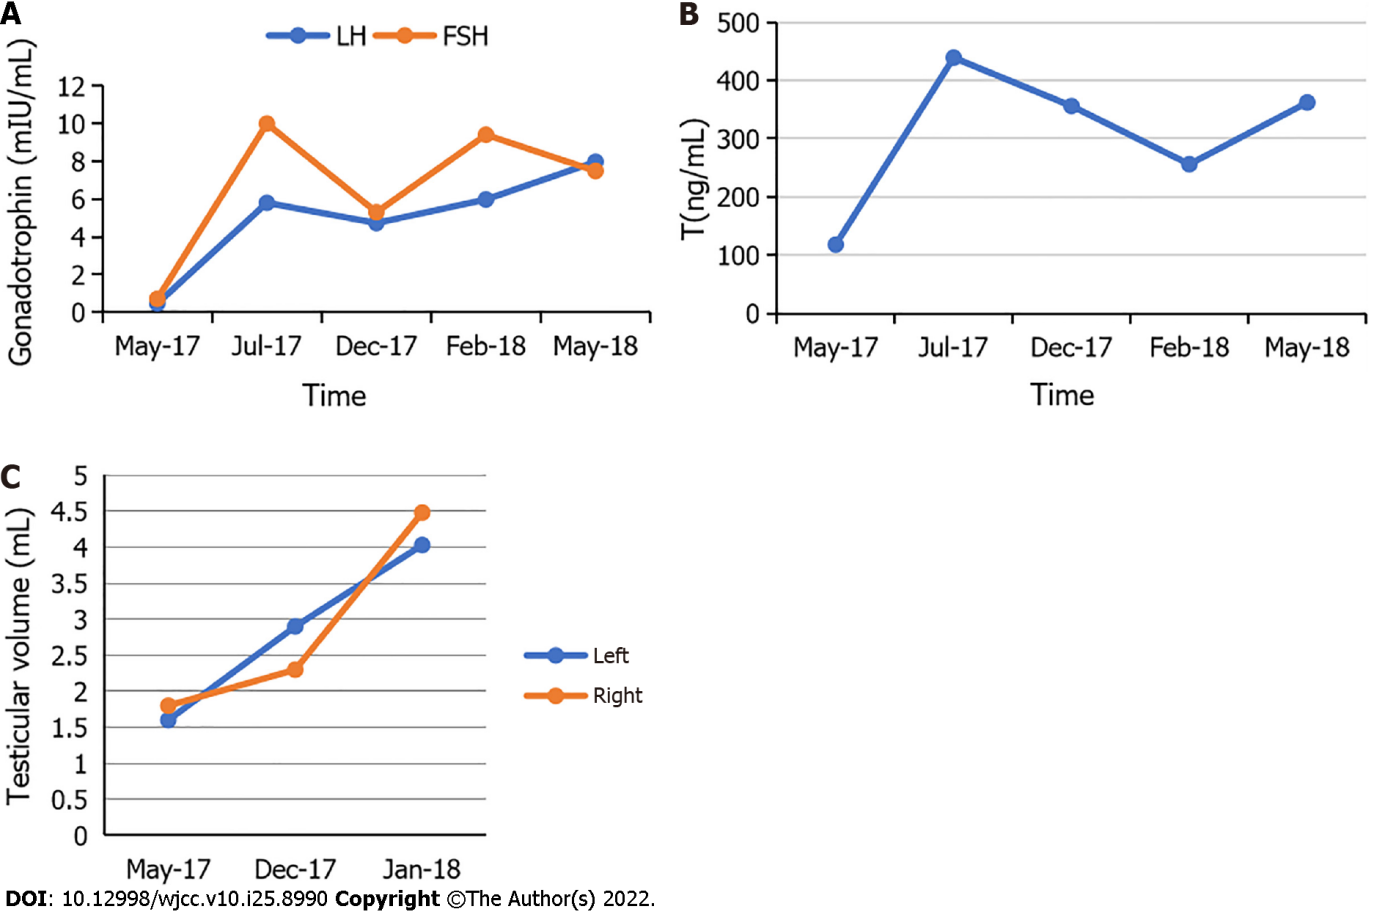 A
LH FSH
Gonadotrophin (mIU/mL)
12
10
8
6
4
2
0
May-17 Jul-17 Dec-17 Feb-18 May-18
Time
B
T(ng/mL)
500
400
300
200
100
0
May-17 Jul-17 Dec-17 Feb-18 May-18
Time
C
Testicular volume (mL)
5
4.5
4
3.5
3
2.5
2
1.5
1
0.5
0
May-17 Dec-17 Jan-18
Left
Right
DOI: 10.12998/wjcc.v10.i25.8990 Copyright ©The Author(s) 2022.